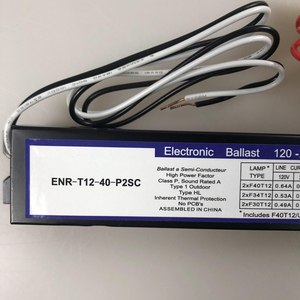 Electronic Ballast 120 -
ENR-T12-40-P2SC
Ballast a Semi-Conducteur
High Power Factor
Class P, Sound Rated A
Type 1 Outdoor
Type HL
Inherent Thermal Protection
No PCB's
ASSEMBLED IN CHINA
LAMP* TYPE LINE CUR
120V
2xF40T12 0.64A
2xF34T12 0.53A
2xF30T12 0.49A
*Includes F40T12/U